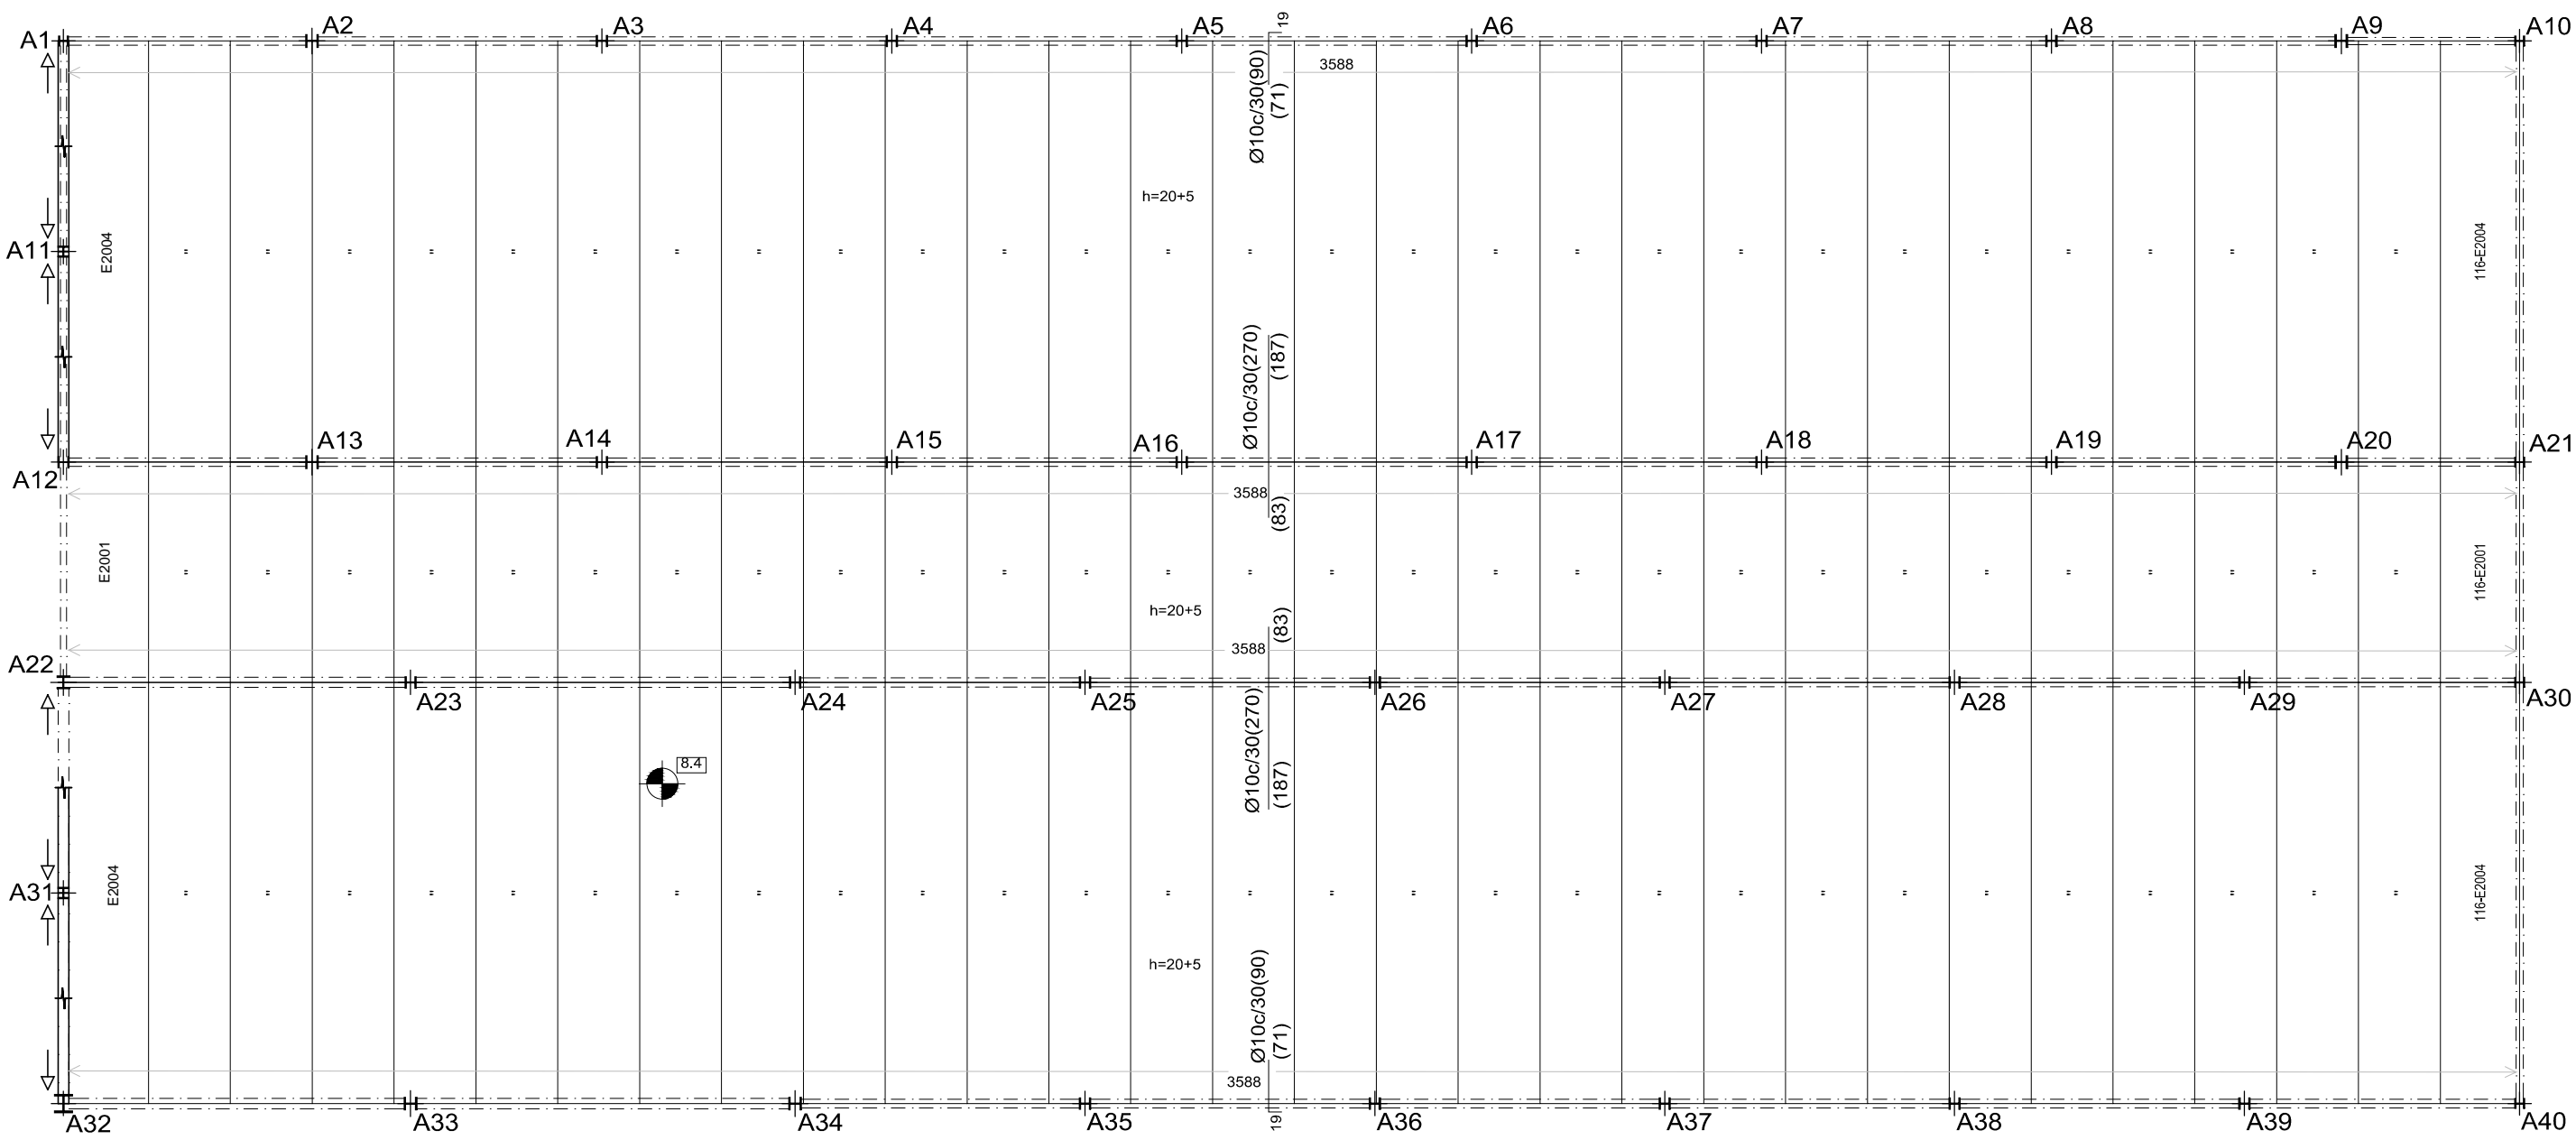 A1
A2
A3
A4
A5
19
A6
A7
A8
A9
A10
3588
Ø10c/30(90)
(71)
h=20+5
A11
E2004
116-E2004
Ø10c/30(270)
(187)
A12
A13
A14
A15
A16
A17
A18
A19
A20
A21
3588
(83)
E2001
116-E2001
h=20+5
(83)
3588
A22
A23
A24
A25
A26
A27
A28
A29
A30
Ø10c/30(270)
(187)
8.4
A31
E2004
116-E2004
h=20+5
Ø10c/30(90)
(71)
3588
19
A32
A33
A34
A35
A36
A37
A38
A39
A40